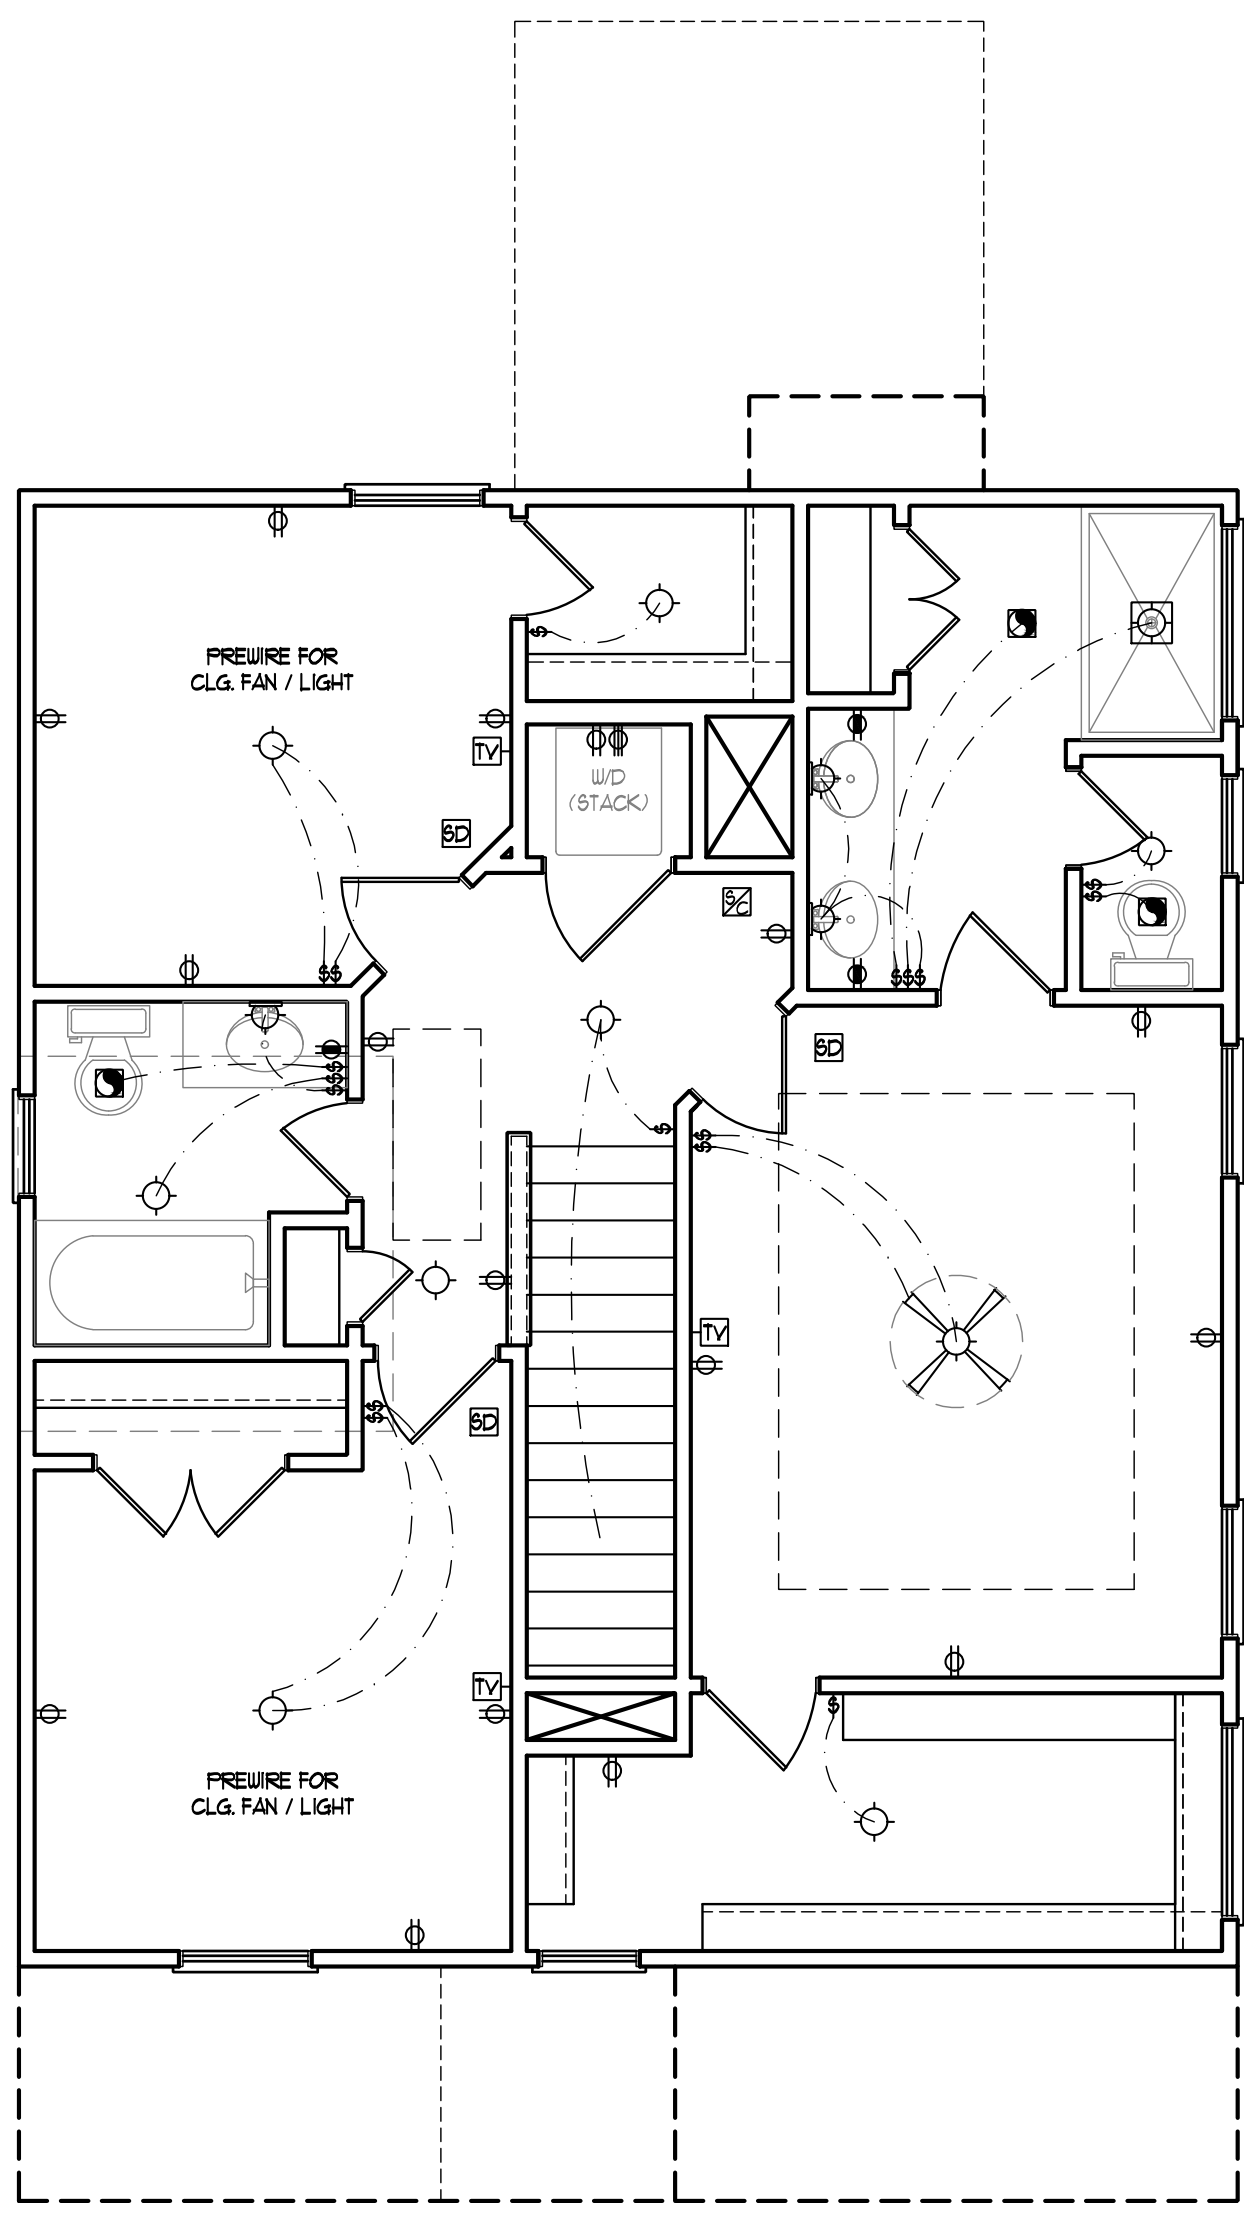 PREWIRE FOR
CLG. FAN / LIGHT
$
TV
W/D
(STACK)
SD
S/C
$$
$$
$$$
SD
$
$
$
$
$
$
TV
$$
SD
TV
$
PREWIRE FOR
CLG. FAN / LIGHT